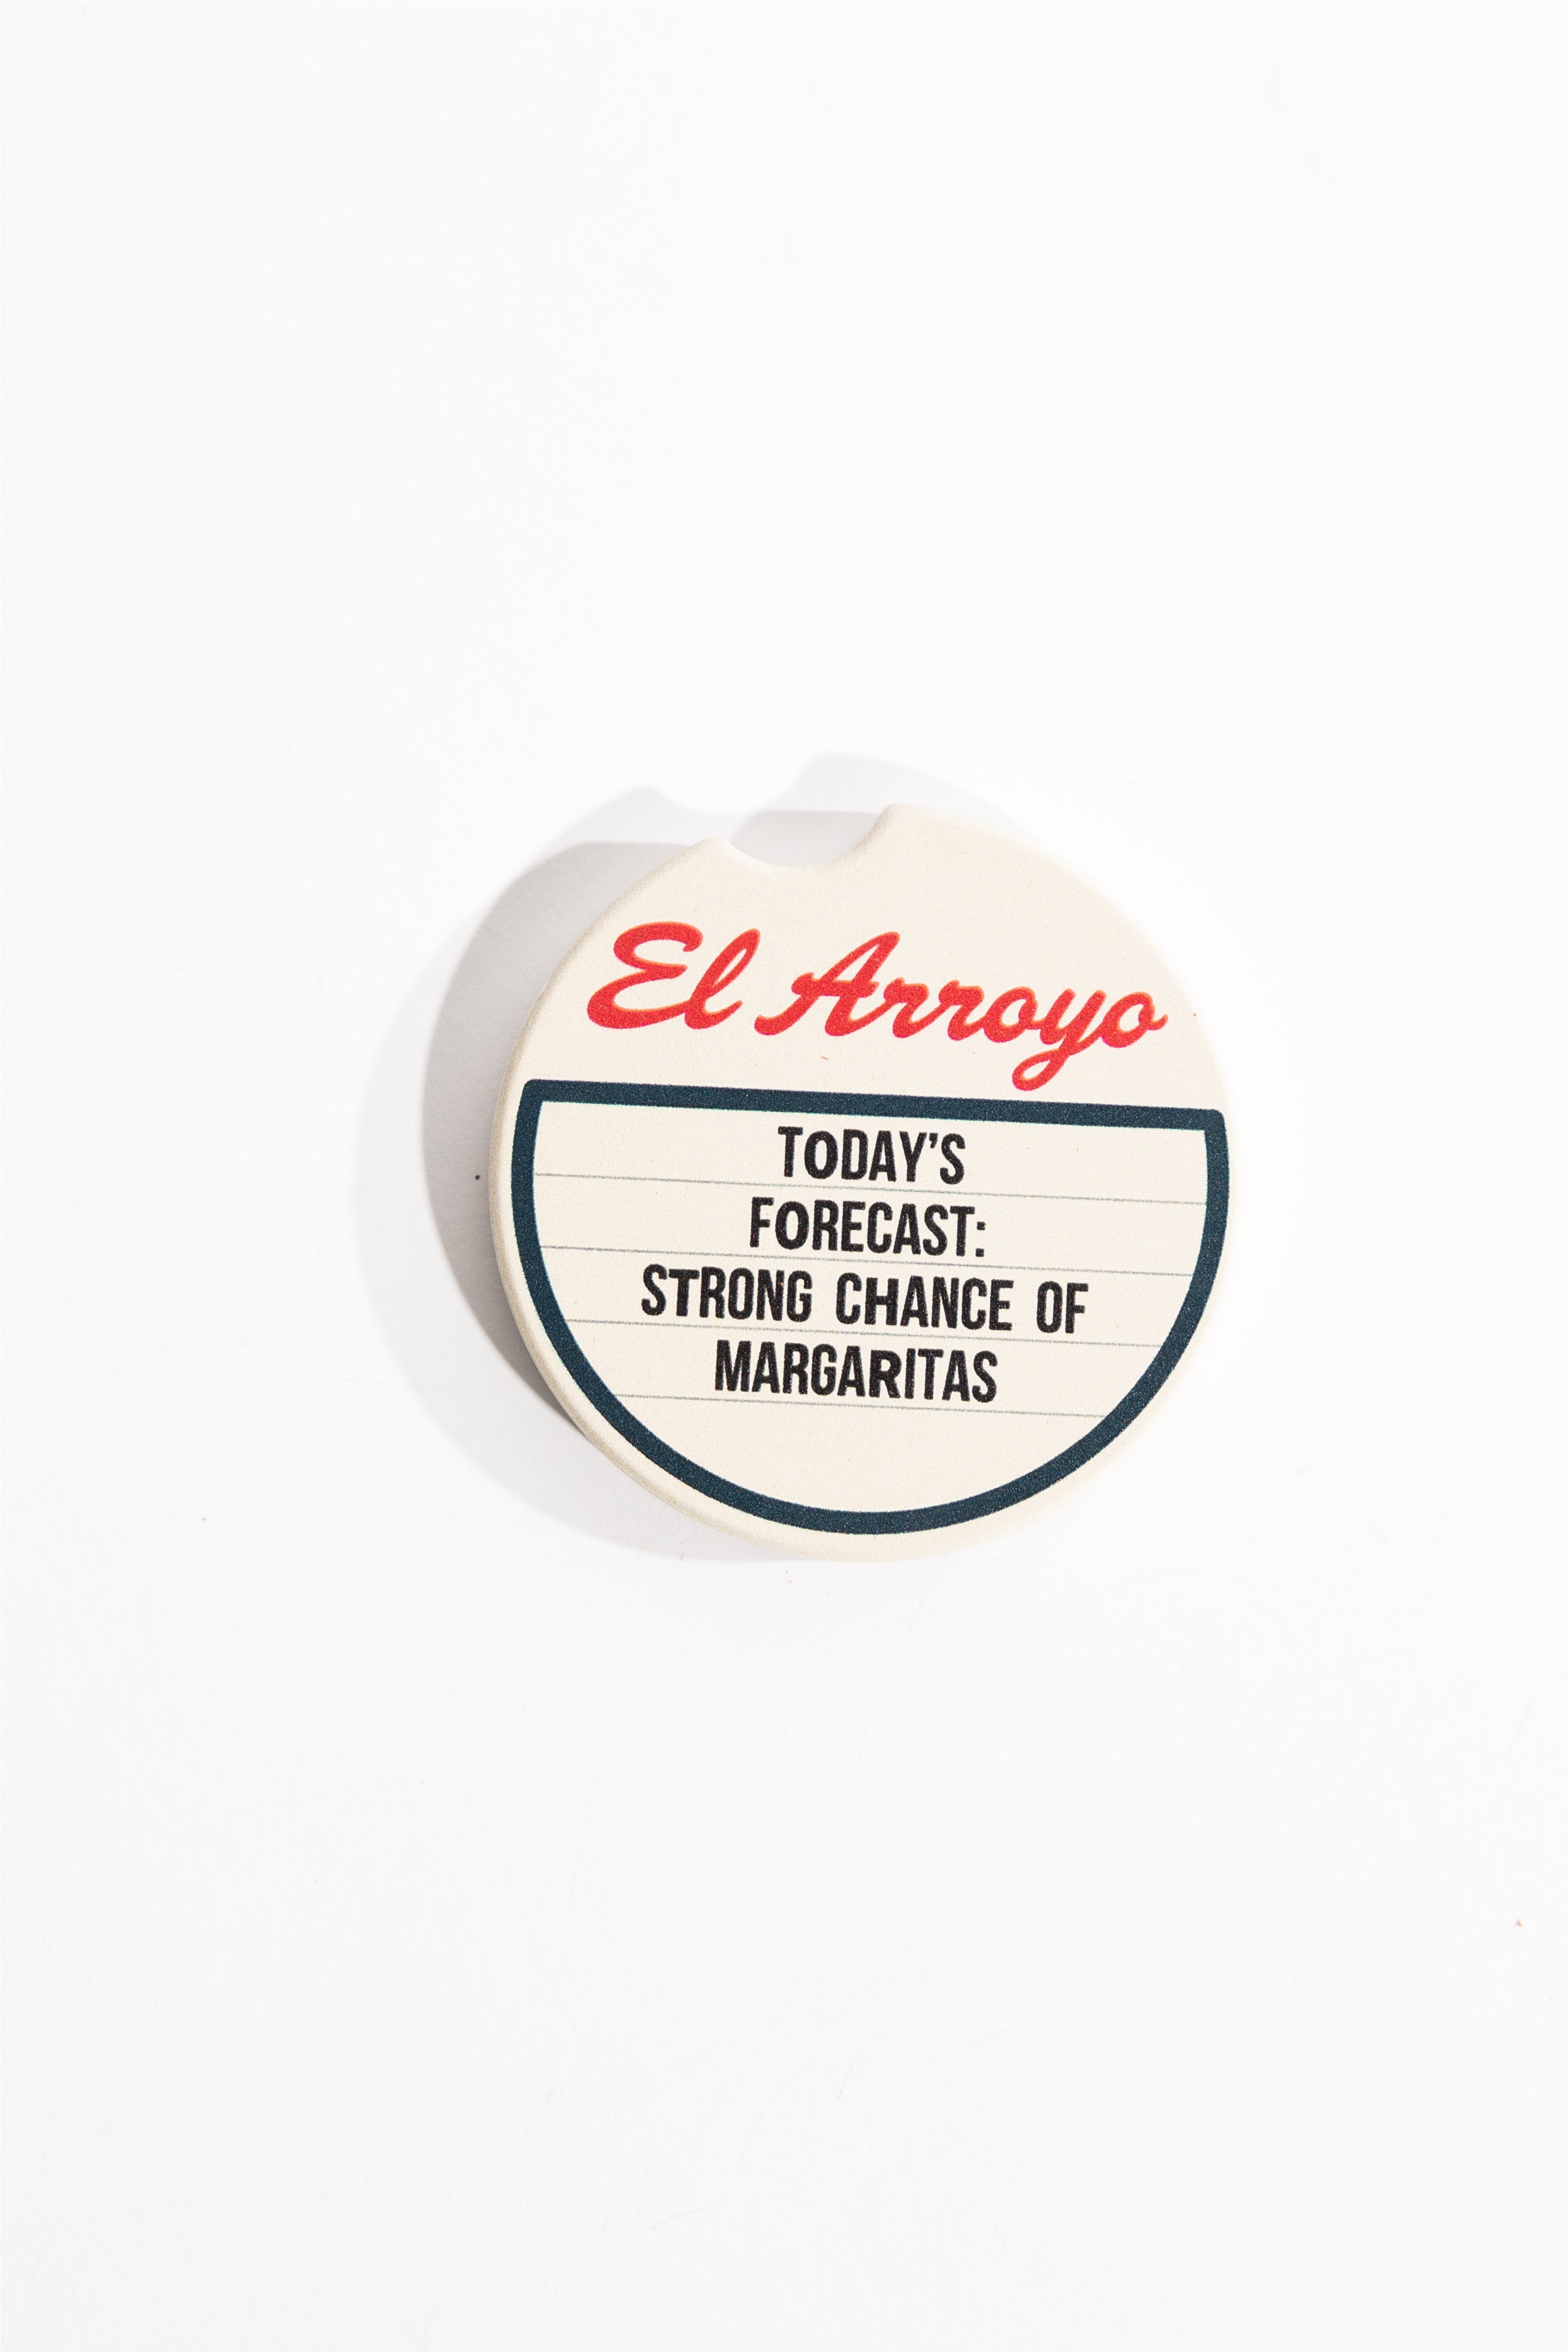 El Arroyo
TODAY'S
FORECAST:
STRONG CHANCE OF
MARGARITAS